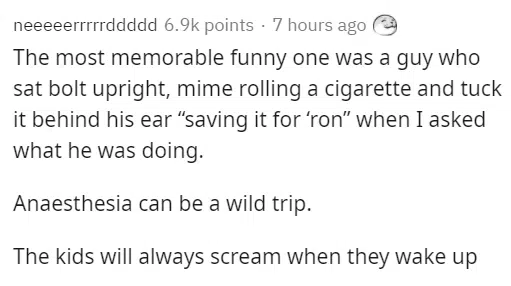 neeeeerrrrrddddd 6.9k points · 7 hours ago
The most memorable funny one was a guy who
sat bolt upright, mime rolling a cigarette and tuck
it behind his ear “saving it for ‘ron” when I asked
what he was doing.
Anaesthesia can be a wild trip.
The kids will always scream when they wake up